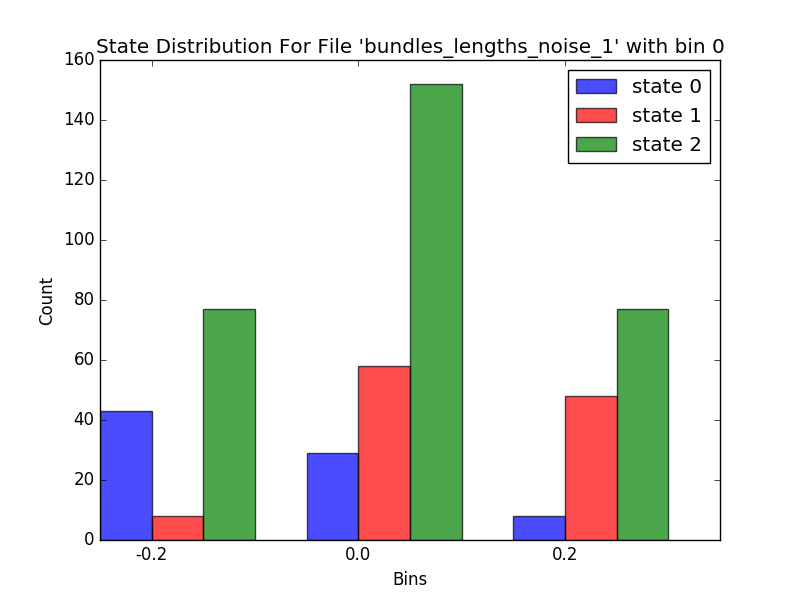 State Distribution For File 'bundles_lengths_noise_1' with bin 0
160
140
120
100
80
60
40
20
0
Count
state 0
state 1
state 2
-0.2
0.0
0.2
Bins